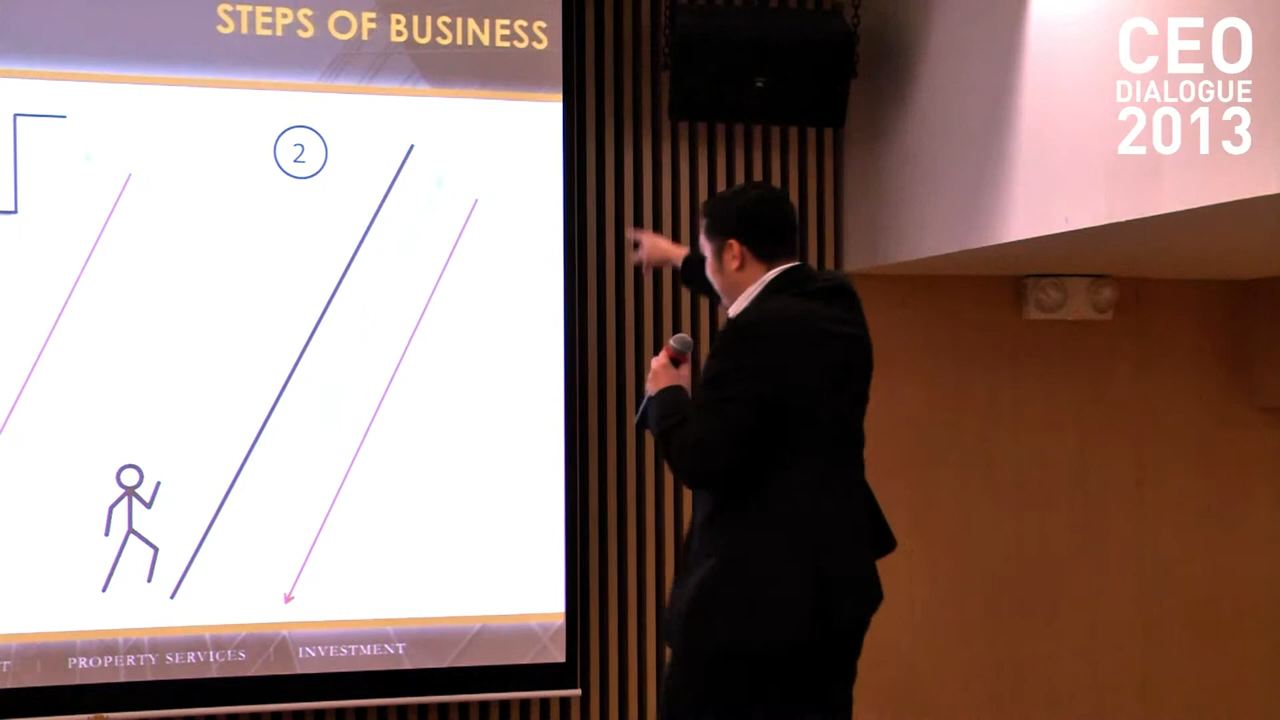 STEPS OF BUSINESS
2
PROPERTY SERVICES
INVESTMENT
CEO
DIALOGUE
2013